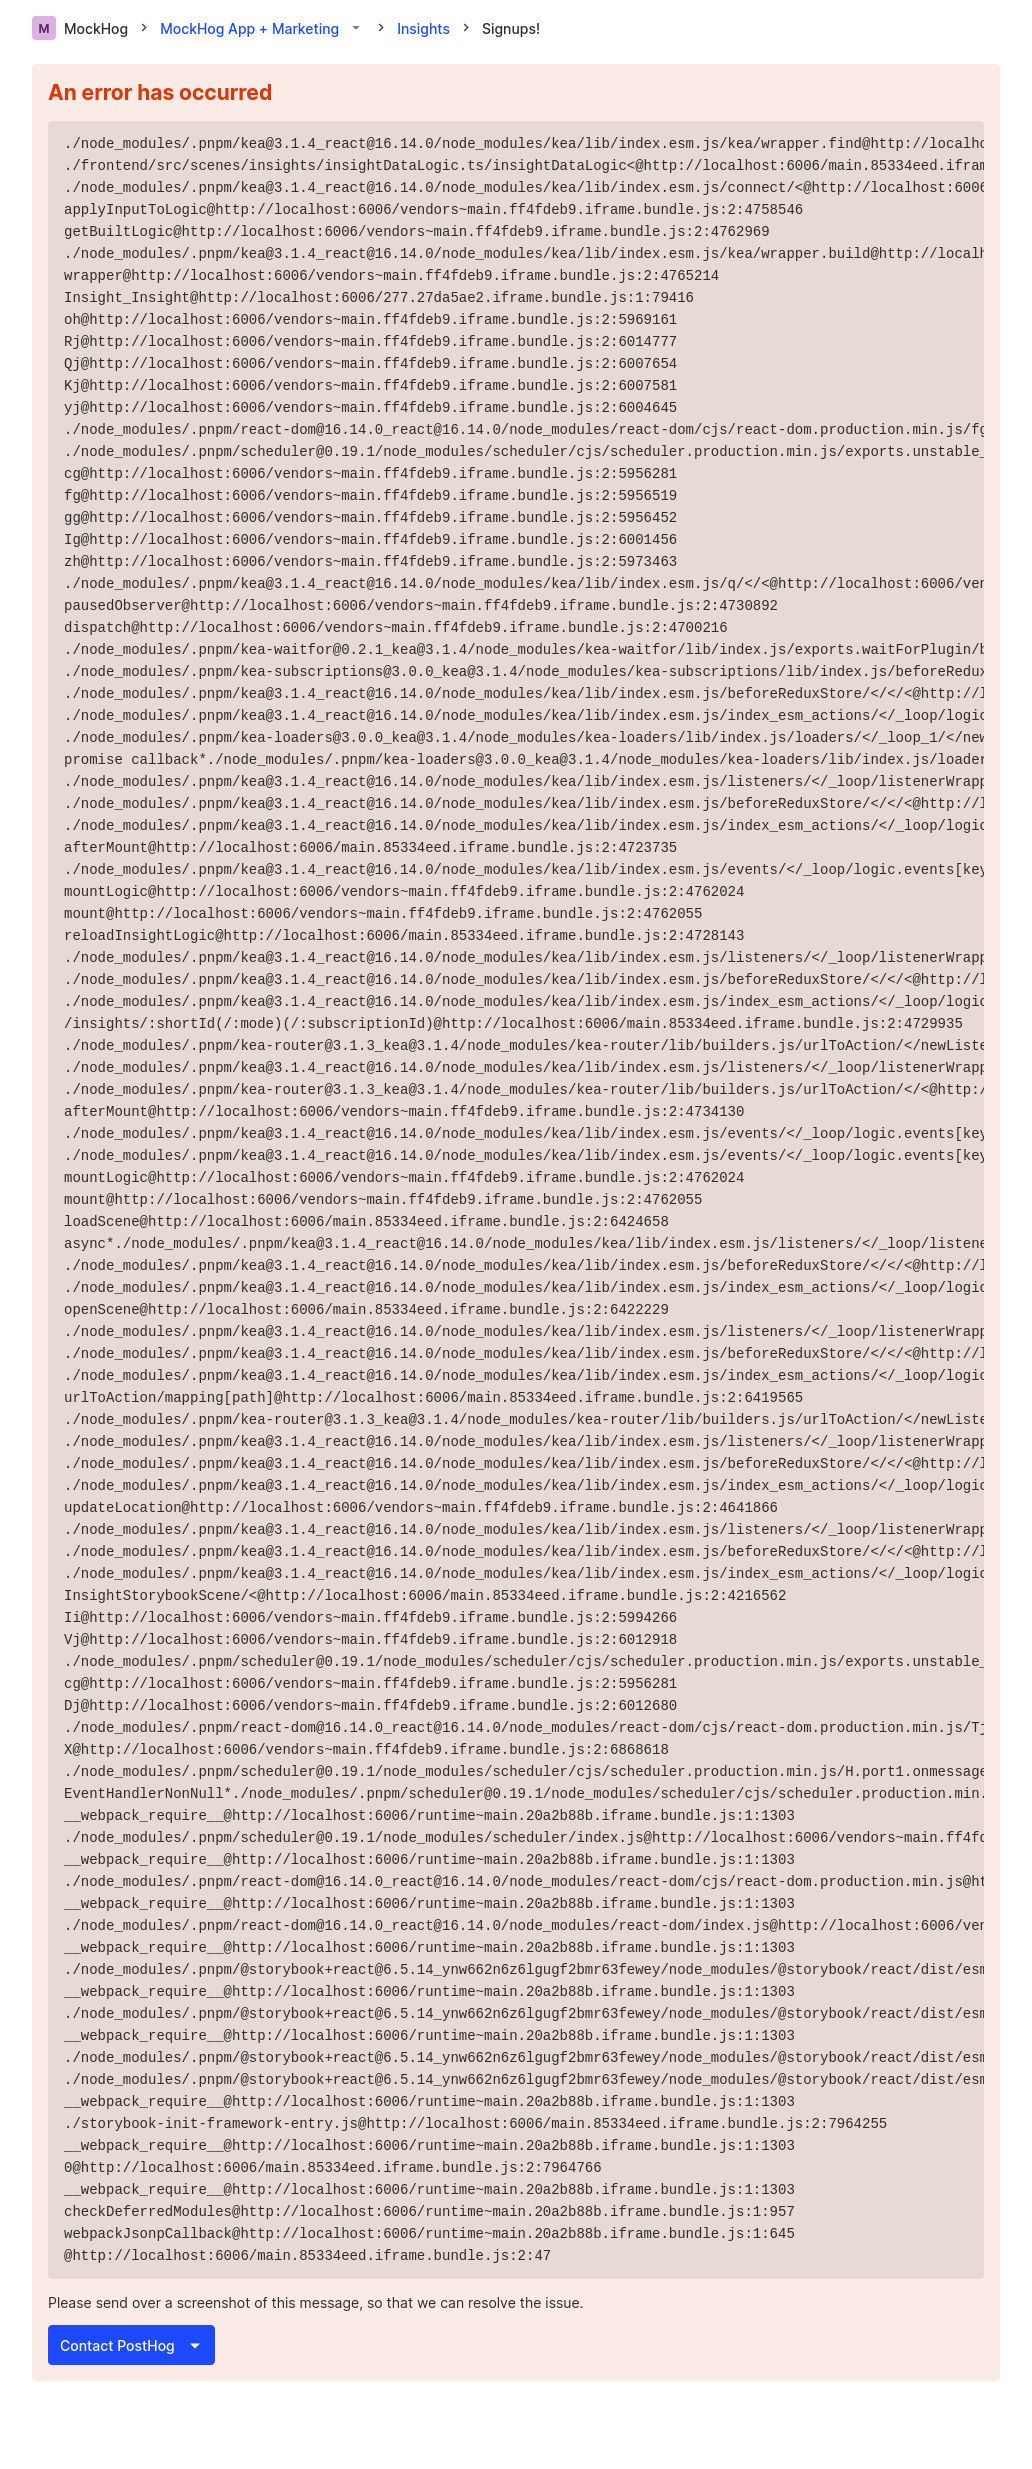 M MockHog > MockHog App + Marketing > Insights > Signups!
An error has occurred
./node_modules/.pnpm/kea@3.1.4_react@16.14.0/node_modules/kea/lib/index.esm.js/kea/wrapper.find@http://localho
./frontend/src/scenes/insights/insightDataLogic.ts/insightDataLogic<@http://localhost:6006/main.85334eed.ifram
./node_modules/.pnpm/kea@3.1.4_react@16.14.0/node_modules/kea/lib/index.esm.js/connect/<@http://localhost:6006
applyInputToLogic@http://localhost:6006/vendors~main.ff4fdeb9.iframe.bundle.js:2:4758546
getBuiltLogic@http://localhost:6006/vendors~main.ff4fdeb9.iframe.bundle.js:2:4762969
./node_modules/.pnpm/kea@3.1.4_react@16.14.0/node_modules/kea/lib/index.esm.js/kea/wrapper.build@http://localh
wrapper@http://localhost:6006/vendors~main.ff4fdeb9.iframe.bundle.js:2:4765214
Insight_Insight@http://localhost:6006/277.27da5ae2.iframe.bundle.js:1:79416
oh@http://localhost:6006/vendors~main.ff4fdeb9.iframe.bundle.js:2:5969161
Rj@http://localhost:6006/vendors~main.ff4fdeb9.iframe.bundle.js:2:6014777
Qj@http://localhost:6006/vendors~main.ff4fdeb9.iframe.bundle.js:2:6007654
Kj@http://localhost:6006/vendors~main.ff4fdeb9.iframe.bundle.js:2:6007581
yj@http://localhost:6006/vendors~main.ff4fdeb9.iframe.bundle.js:2:6004645
./node_modules/.pnpm/react-dom@16.14.0_react@16.14.0/node_modules/react-dom/cjs/react-dom.production.min.js/fg
./node_modules/.pnpm/scheduler@0.19.1/node_modules/scheduler/cjs/scheduler.production.min.js/exports.unstable_
cg@http://localhost:6006/vendors~main.ff4fdeb9.iframe.bundle.js:2:5956281
fg@http://localhost:6006/vendors~main.ff4fdeb9.iframe.bundle.js:2:5956519
gg@http://localhost:6006/vendors~main.ff4fdeb9.iframe.bundle.js:2:5956452
Ig@http://localhost:6006/vendors~main.ff4fdeb9.iframe.bundle.js:2:6001456
zh@http://localhost:6006/vendors~main.ff4fdeb9.iframe.bundle.js:2:5973463
./node_modules/.pnpm/kea@3.1.4_react@16.14.0/node_modules/kea/lib/index.esm.js/q/</<@http://localhost:6006/ven
pausedObserver@http://localhost:6006/vendors~main.ff4fdeb9.iframe.bundle.js:2:4730892
dispatch@http://localhost:6006/vendors~main.ff4fdeb9.iframe.bundle.js:2:4700216
./node_modules/.pnpm/kea-waitfor@0.2.1_kea@3.1.4/node_modules/kea-waitfor/lib/index.js/exports.waitForPlugin/b
./node_modules/.pnpm/kea-subscriptions@3.0.0_kea@3.1.4/node_modules/kea-subscriptions/lib/index.js/beforeRedux
./node_modules/.pnpm/kea@3.1.4_react@16.14.0/node_modules/kea/lib/index.esm.js/beforeReduxStore/</</<@http://l
./node_modules/.pnpm/kea@3.1.4_react@16.14.0/node_modules/kea/lib/index.esm.js/index_esm_actions/</_loop/logic
./node_modules/.pnpm/kea-loaders@3.0.0_kea@3.1.4/node_modules/kea-loaders/lib/index.js/loaders/</_loop_1/</new
promise callback*./node_modules/.pnpm/kea-loaders@3.0.0_kea@3.1.4/node_modules/kea-loaders/lib/index.js/loader
./node_modules/.pnpm/kea@3.1.4_react@16.14.0/node_modules/kea/lib/index.esm.js/listeners/</_loop/listenerWrapp
./node_modules/.pnpm/kea@3.1.4_react@16.14.0/node_modules/kea/lib/index.esm.js/beforeReduxStore/</</<@http://l
./node_modules/.pnpm/kea@3.1.4_react@16.14.0/node_modules/kea/lib/index.esm.js/index_esm_actions/</_loop/logic
afterMount@http://localhost:6006/main.85334eed.iframe.bundle.js:2:4723735
./node_modules/.pnpm/kea@3.1.4_react@16.14.0/node_modules/kea/lib/index.esm.js/events/</_loop/logic.events[key
mountLogic@http://localhost:6006/vendors~main.ff4fdeb9.iframe.bundle.js:2:4762024
mount@http://localhost:6006/vendors~main.ff4fdeb9.iframe.bundle.js:2:4762055
reloadInsightLogic@http://localhost:6006/main.85334eed.iframe.bundle.js:2:4728143
./node_modules/.pnpm/kea@3.1.4_react@16.14.0/node_modules/kea/lib/index.esm.js/listeners/</_loop/listenerWrapp
./node_modules/.pnpm/kea@3.1.4_react@16.14.0/node_modules/kea/lib/index.esm.js/beforeReduxStore/</</<@http://l
./node_modules/.pnpm/kea@3.1.4_react@16.14.0/node_modules/kea/lib/index.esm.js/index_esm_actions/</_loop/logic
/insights/:shortId(/:mode)(/:subscriptionId)@http://localhost:6006/main.85334eed.iframe.bundle.js:2:4729935
./node_modules/.pnpm/kea-router@3.1.3_kea@3.1.4/node_modules/kea-router/lib/builders.js/urlToAction/</newListe
./node_modules/.pnpm/kea@3.1.4_react@16.14.0/node_modules/kea/lib/index.esm.js/listeners/</_loop/listenerWrapp
./node_modules/.pnpm/kea-router@3.1.3_kea@3.1.4/node_modules/kea-router/lib/builders.js/urlToAction/</<@http:/
afterMount@http://localhost:6006/vendors~main.ff4fdeb9.iframe.bundle.js:2:4734130
./node_modules/.pnpm/kea@3.1.4_react@16.14.0/node_modules/kea/lib/index.esm.js/events/</_loop/logic.events[key
./node_modules/.pnpm/kea@3.1.4_react@16.14.0/node_modules/kea/lib/index.esm.js/events/</_loop/logic.events[key
mountLogic@http://localhost:6006/vendors~main.ff4fdeb9.iframe.bundle.js:2:4762024
mount@http://localhost:6006/vendors~main.ff4fdeb9.iframe.bundle.js:2:4762055
loadScene@http://localhost:6006/main.85334eed.iframe.bundle.js:2:6424658
async*./node_modules/.pnpm/kea@3.1.4_react@16.14.0/node_modules/kea/lib/index.esm.js/listeners/</_loop/listene
./node_modules/.pnpm/kea@3.1.4_react@16.14.0/node_modules/kea/lib/index.esm.js/beforeReduxStore/</</<@http://l
./node_modules/.pnpm/kea@3.1.4_react@16.14.0/node_modules/kea/lib/index.esm.js/index_esm_actions/</_loop/logic
openScene@http://localhost:6006/main.85334eed.iframe.bundle.js:2:6422229
./node_modules/.pnpm/kea@3.1.4_react@16.14.0/node_modules/kea/lib/index.esm.js/listeners/</_loop/listenerWrapp
./node_modules/.pnpm/kea@3.1.4_react@16.14.0/node_modules/kea/lib/index.esm.js/beforeReduxStore/</</<@http://l
./node_modules/.pnpm/kea@3.1.4_react@16.14.0/node_modules/kea/lib/index.esm.js/index_esm_actions/</_loop/logic
urlToAction/mapping[path]@http://localhost:6006/main.85334eed.iframe.bundle.js:2:6419565
./node_modules/.pnpm/kea-router@3.1.3_kea@3.1.4/node_modules/kea-router/lib/builders.js/urlToAction/</newListe
./node_modules/.pnpm/kea@3.1.4_react@16.14.0/node_modules/kea/lib/index.esm.js/listeners/</_loop/listenerWrapp
./node_modules/.pnpm/kea@3.1.4_react@16.14.0/node_modules/kea/lib/index.esm.js/beforeReduxStore/</</<@http://l
./node_modules/.pnpm/kea@3.1.4_react@16.14.0/node_modules/kea/lib/index.esm.js/index_esm_actions/</_loop/logic
updateLocation@http://localhost:6006/vendors~main.ff4fdeb9.iframe.bundle.js:2:4641866
./node_modules/.pnpm/kea@3.1.4_react@16.14.0/node_modules/kea/lib/index.esm.js/listeners/</_loop/listenerWrapp
./node_modules/.pnpm/kea@3.1.4_react@16.14.0/node_modules/kea/lib/index.esm.js/beforeReduxStore/</</<@http://l
./node_modules/.pnpm/kea@3.1.4_react@16.14.0/node_modules/kea/lib/index.esm.js/index_esm_actions/</_loop/logic
InsightStorybookScene/<@http://localhost:6006/main.85334eed.iframe.bundle.js:2:4216562
Ii@http://localhost:6006/vendors~main.ff4fdeb9.iframe.bundle.js:2:5994266
Vj@http://localhost:6006/vendors~main.ff4fdeb9.iframe.bundle.js:2:6012918
./node_modules/.pnpm/scheduler@0.19.1/node_modules/scheduler/cjs/scheduler.production.min.js/exports.unstable_
cg@http://localhost:6006/vendors~main.ff4fdeb9.iframe.bundle.js:2:5956281
Dj@http://localhost:6006/vendors~main.ff4fdeb9.iframe.bundle.js:2:6012680
./node_modules/.pnpm/react-dom@16.14.0_react@16.14.0/node_modules/react-dom/cjs/react-dom.production.min.js/Tj
X@http://localhost:6006/vendors~main.ff4fdeb9.iframe.bundle.js:2:6868618
./node_modules/.pnpm/scheduler@0.19.1/node_modules/scheduler/cjs/scheduler.production.min.js/H.port1.onmessage
EventHandlerNonNull*./node_modules/.pnpm/scheduler@0.19.1/node_modules/scheduler/cjs/scheduler.production.min.
__webpack_require__@http://localhost:6006/runtime~main.20a2b88b.iframe.bundle.js:1:1303
./node_modules/.pnpm/scheduler@0.19.1/node_modules/scheduler/index.js@http://localhost:6006/vendors~main.ff4fd
__webpack_require__@http://localhost:6006/runtime~main.20a2b88b.iframe.bundle.js:1:1303
./node_modules/.pnpm/react-dom@16.14.0_react@16.14.0/node_modules/react-dom/cjs/react-dom.production.min.js@ht
__webpack_require__@http://localhost:6006/runtime~main.20a2b88b.iframe.bundle.js:1:1303
./node_modules/.pnpm/react-dom@16.14.0_react@16.14.0/node_modules/react-dom/index.js@http://localhost:6006/ven
__webpack_require__@http://localhost:6006/runtime~main.20a2b88b.iframe.bundle.js:1:1303
./node_modules/.pnpm/@storybook+react@6.5.14_ynw662n6z6lgugf2bmr63fewey/node_modules/@storybook/react/dist/esm
__webpack_require__@http://localhost:6006/runtime~main.20a2b88b.iframe.bundle.js:1:1303
./node_modules/.pnpm/@storybook+react@6.5.14_ynw662n6z6lgugf2bmr63fewey/node_modules/@storybook/react/dist/esm
__webpack_require__@http://localhost:6006/runtime~main.20a2b88b.iframe.bundle.js:1:1303
./node_modules/.pnpm/@storybook+react@6.5.14_ynw662n6z6lgugf2bmr63fewey/node_modules/@storybook/react/dist/esm
./node_modules/.pnpm/@storybook+react@6.5.14_ynw662n6z6lgugf2bmr63fewey/node_modules/@storybook/react/dist/esm
__webpack_require__@http://localhost:6006/runtime~main.20a2b88b.iframe.bundle.js:1:1303
./storybook-init-framework-entry.js@http://localhost:6006/main.85334eed.iframe.bundle.js:2:7964255
__webpack_require__@http://localhost:6006/runtime~main.20a2b88b.iframe.bundle.js:1:1303
0@http://localhost:6006/main.85334eed.iframe.bundle.js:2:7964766
__webpack_require__@http://localhost:6006/runtime~main.20a2b88b.iframe.bundle.js:1:1303
checkDeferredModules@http://localhost:6006/runtime~main.20a2b88b.iframe.bundle.js:1:957
webpackJsonpCallback@http://localhost:6006/runtime~main.20a2b88b.iframe.bundle.js:1:645
@http://localhost:6006/main.85334eed.iframe.bundle.js:2:47
Please send over a screenshot of this message, so that we can resolve the issue.
Contact PostHog